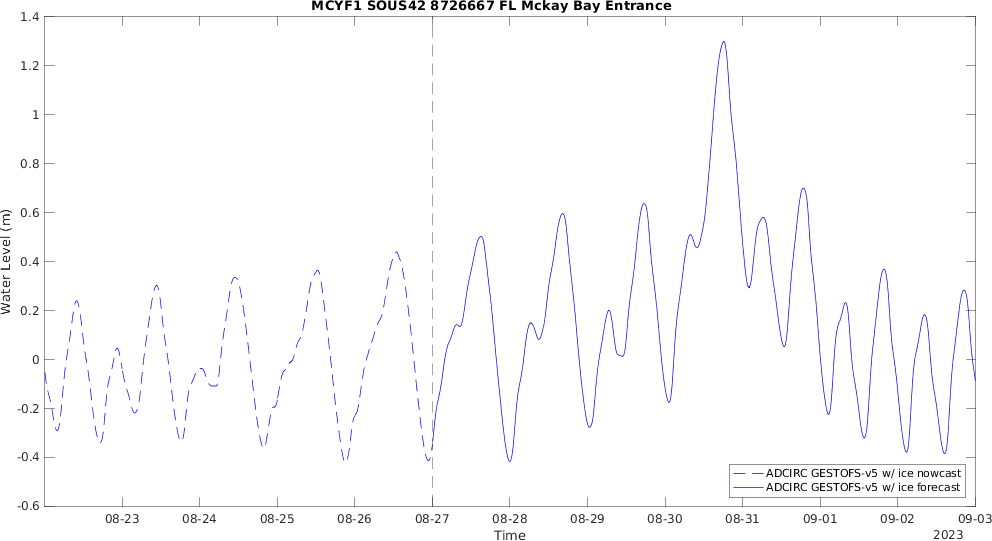 MCYF1 SOUS42 8726667 FL Mckay Bay Entrance
1.4
1.2
1
0.8
0.6
0.4
0.2
0
-0.2
-0.4
-0.6
Water Level (m)
ADCIRC GESTOFS-v5 w/ ice nowcast
ADCIRC GESTOFS-v5 w/ ice forecast
08-23 08-24 08-25 08-26 08-27 08-28 08-29 08-30 08-31 09-01 09-02 09-03
Time
2023